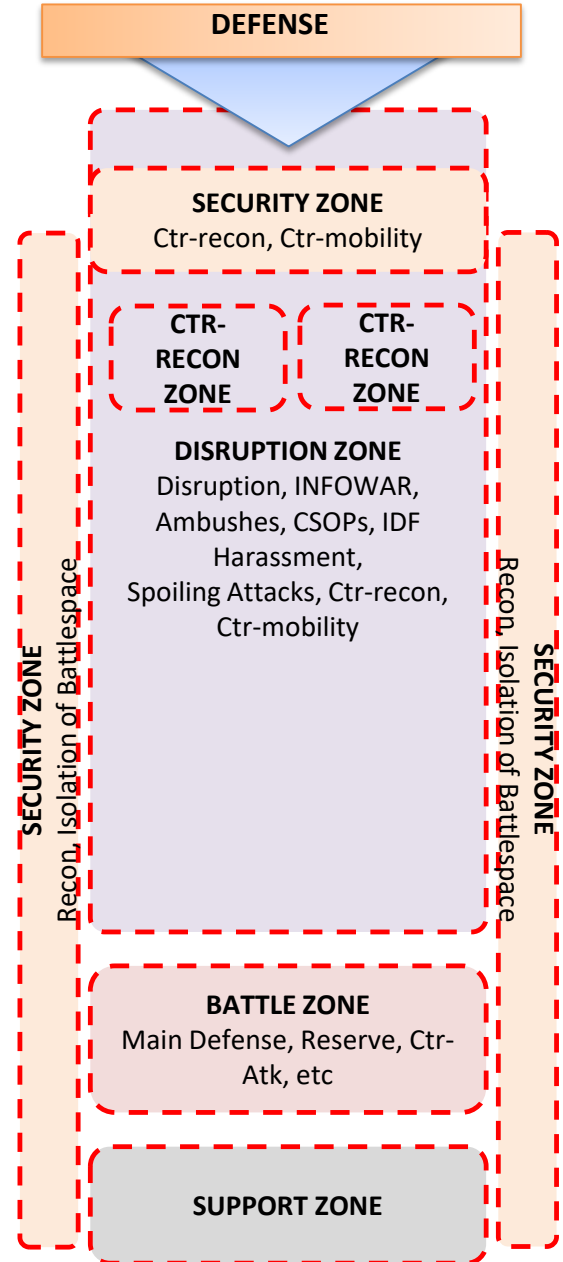 DEFENSE
SECURITY ZONE
Ctr-recon, Ctr-mobility
CTR-
RECON
ZONE
CTR-
RECON
ZONE
DISRUPTION ZONE
Disruption, INFOWAR,
Ambushes, CSOPs, IDF
Harassment,
Spoiling Attacks, Ctr-recon,
Ctr-mobility
SECURITY ZONE
Recon, Isolation of Battlespace
SECURITY ZONE
Recon, Isolation of Battlespace
BATTLE ZONE
Main Defense, Reserve, Ctr-
Atk, etc
SUPPORT ZONE